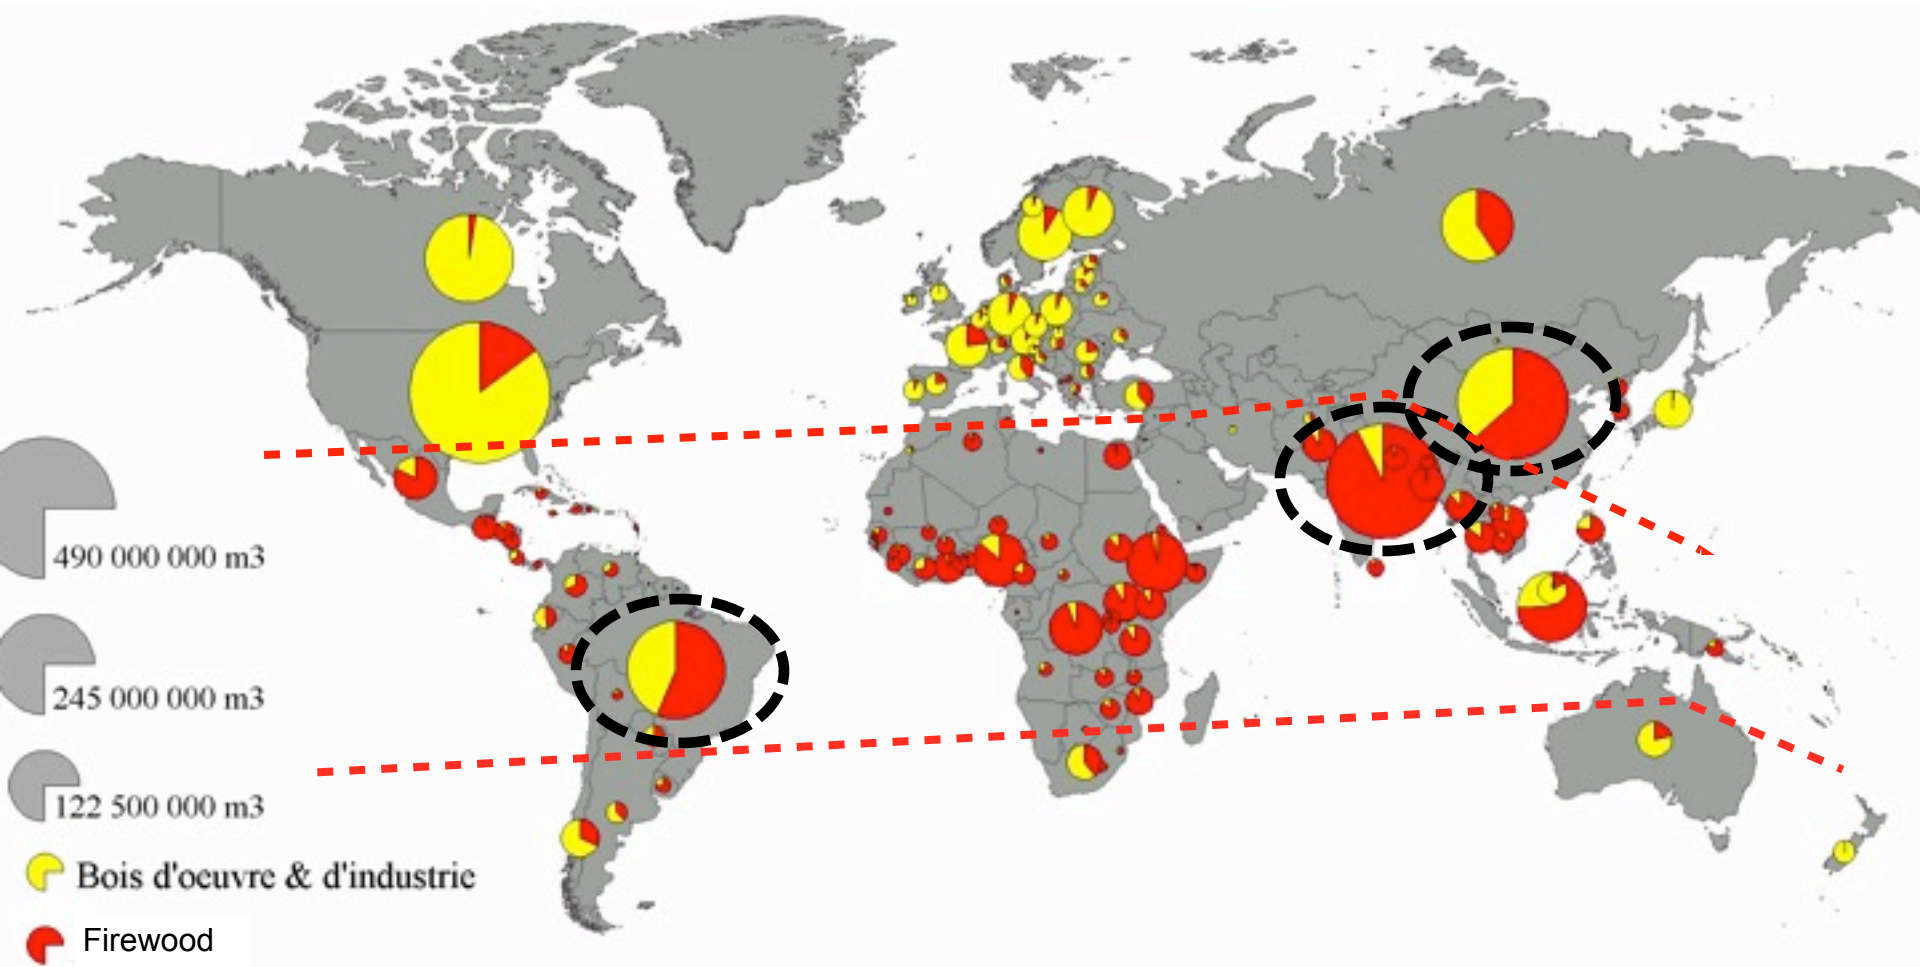 490 000 000 m3
245 000 000 m3
122 500 000 m3
Bois d'oeuvre & d'industrie
Firewood